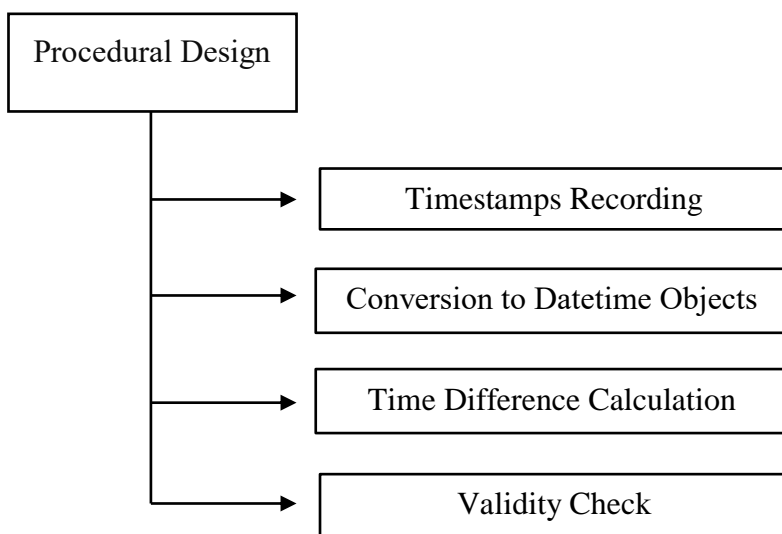 Procedural Design
Timestamps Recording
Conversion to Datetime Objects
Time Difference Calculation
Validity Check